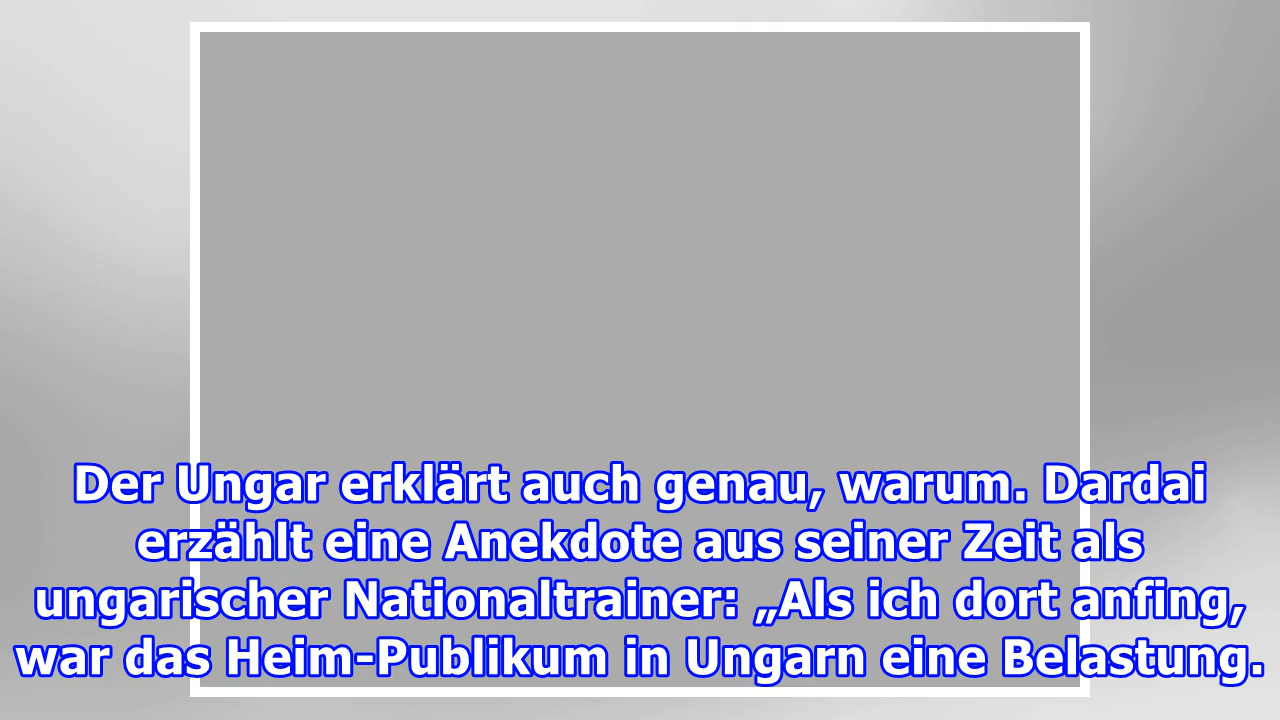 Der Ungar erklärt auch genau, warum. Dardai
erzählt eine Anekdote aus seiner Zeit als
ungarischer Nationaltrainer: „Als ich dort anfing,
war das Heim-Publikum in Ungarn eine Belastung.